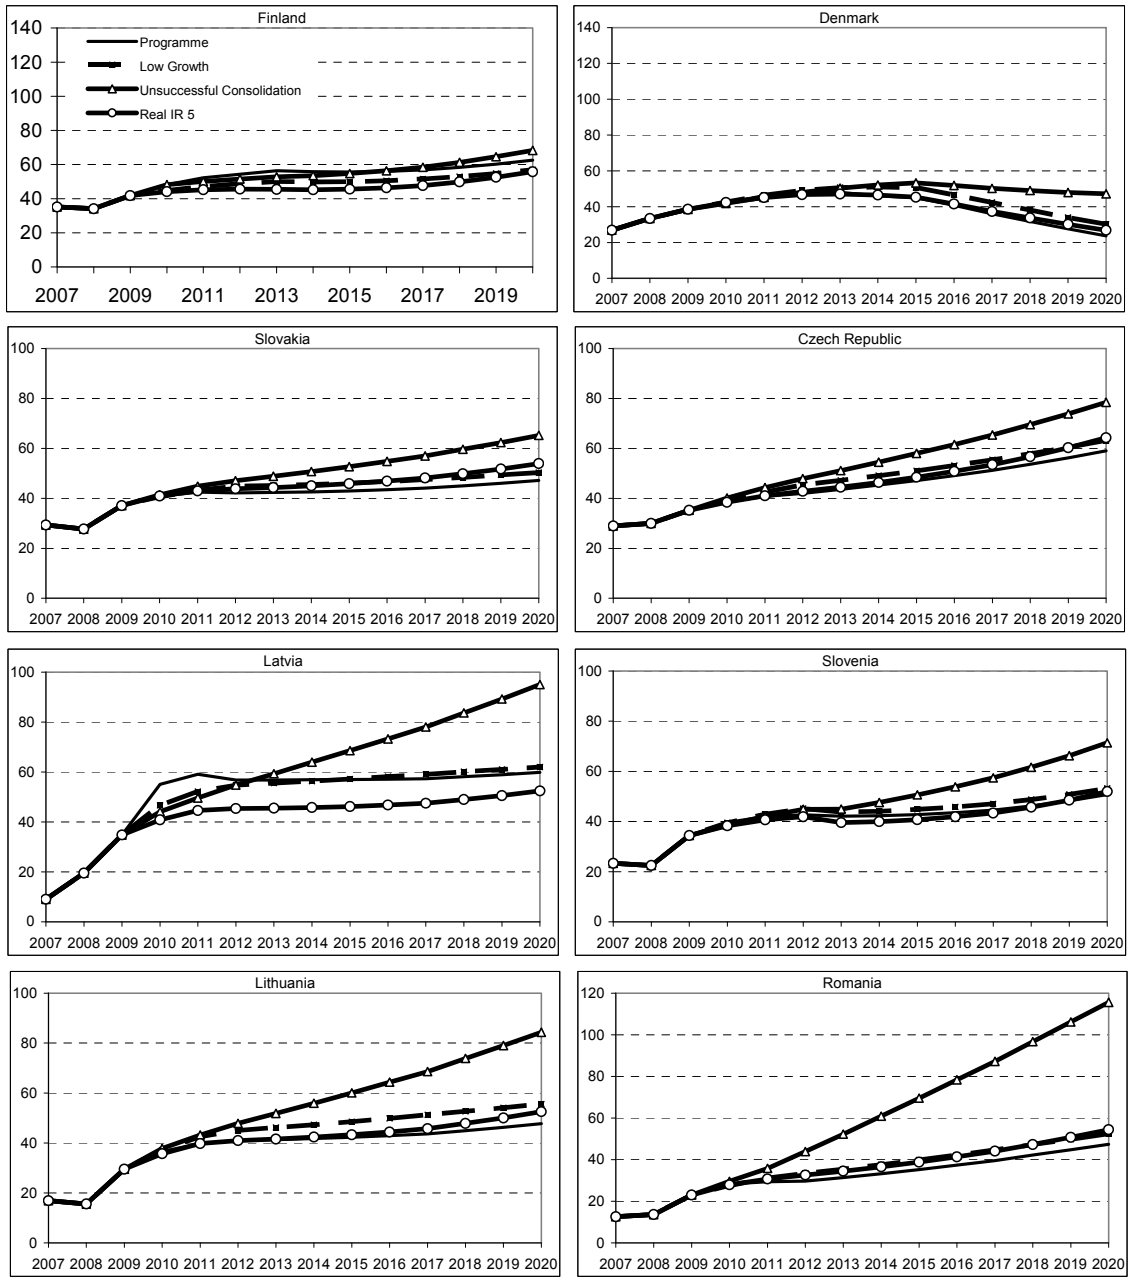 Finland
140
120
100
80
60
40
20
0
Programme
Low Growth
Unsuccessful Consolidation
Real IR 5
2007 2009 2011 2013 2015 2017 2019
Denmark
140
120
100
80
60
40
20
0
2007 2008 2009 2010 2011 2012 2013 2014 2015 2016 2017 2018 2019 2020
Slovakia
100
80
60
40
20
0
2007 2008 2009 2010 2011 2012 2013 2014 2015 2016 2017 2018 2019 2020
Czech Republic
100
80
60
40
20
0
2007 2008 2009 2010 2011 2012 2013 2014 2015 2016 2017 2018 2019 2020
Latvia
100
80
60
40
20
0
2007 2008 2009 2010 2011 2012 2013 2014 2015 2016 2017 2018 2019 2020
Slovenia
100
80
60
40
20
0
2007 2008 2009 2010 2011 2012 2013 2014 2015 2016 2017 2018 2019 2020
Lithuania
100
80
60
40
20
0
2007 2008 2009 2010 2011 2012 2013 2014 2015 2016 2017 2018 2019 2020
Romania
120
100
80
60
40
20
0
2007 2008 2009 2010 2011 2012 2013 2014 2015 2016 2017 2018 2019 2020